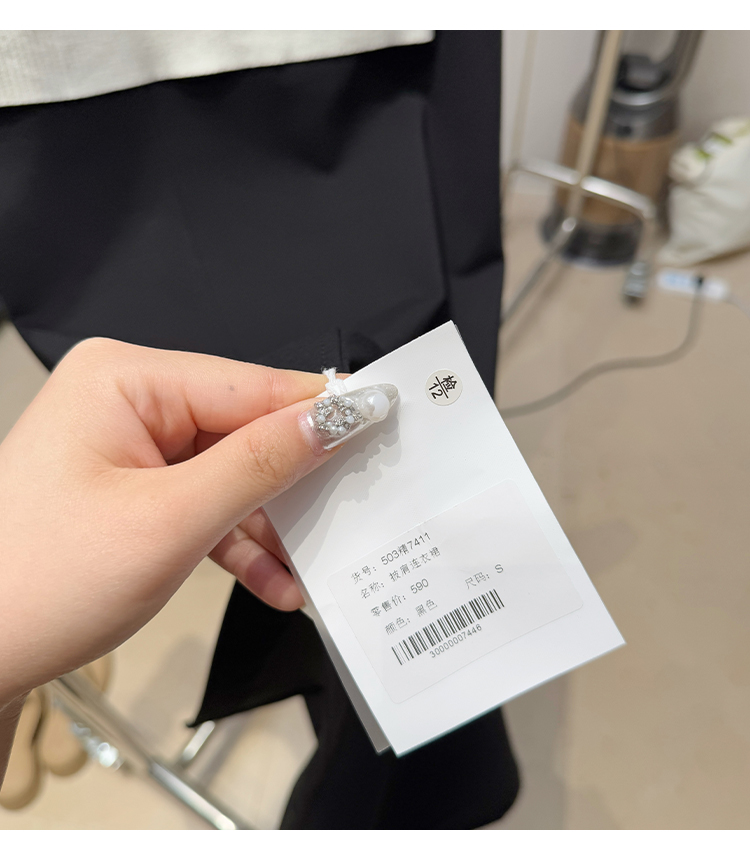 检
12
货号：503精7411
名称：披肩连衣裙
零售价：590
尺码：S
颜色：黑色
30000007446